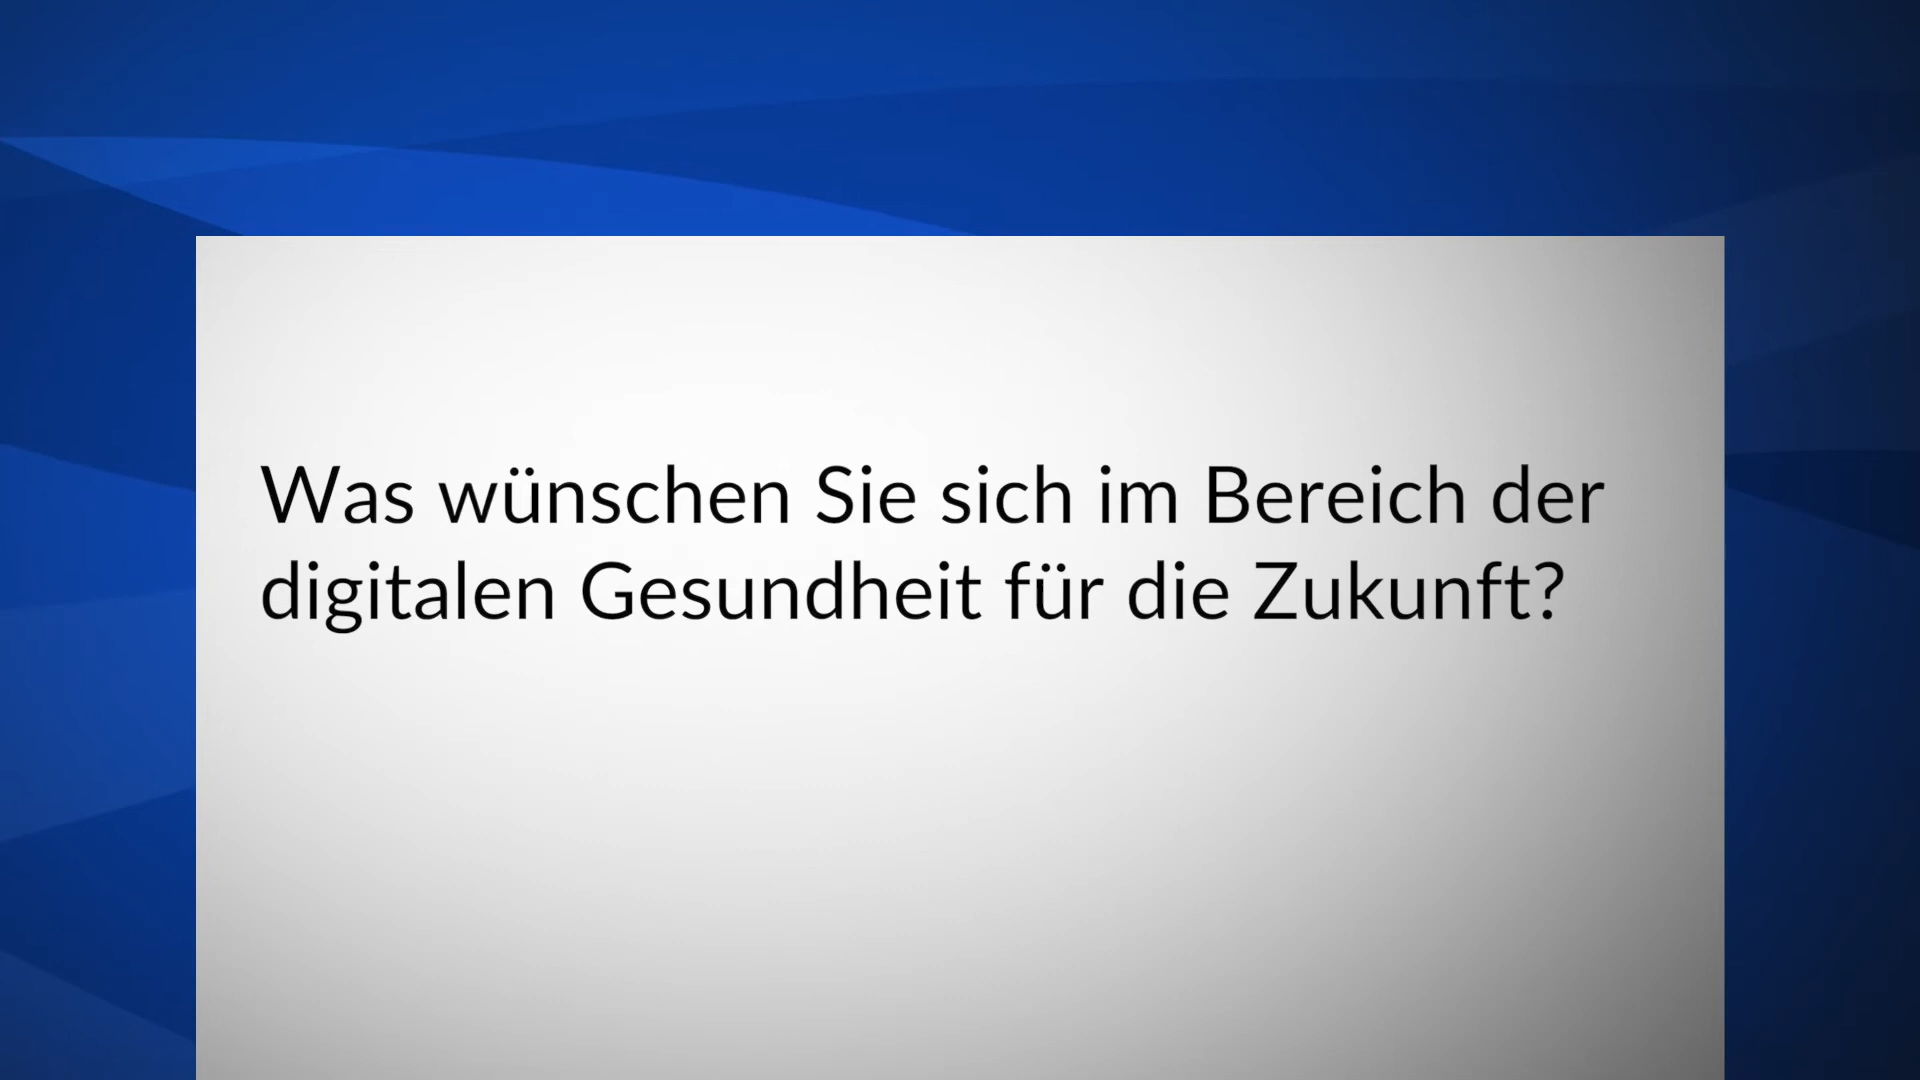 Was wünschen Sie sich im Bereich der
digitalen Gesundheit für die Zukunft?